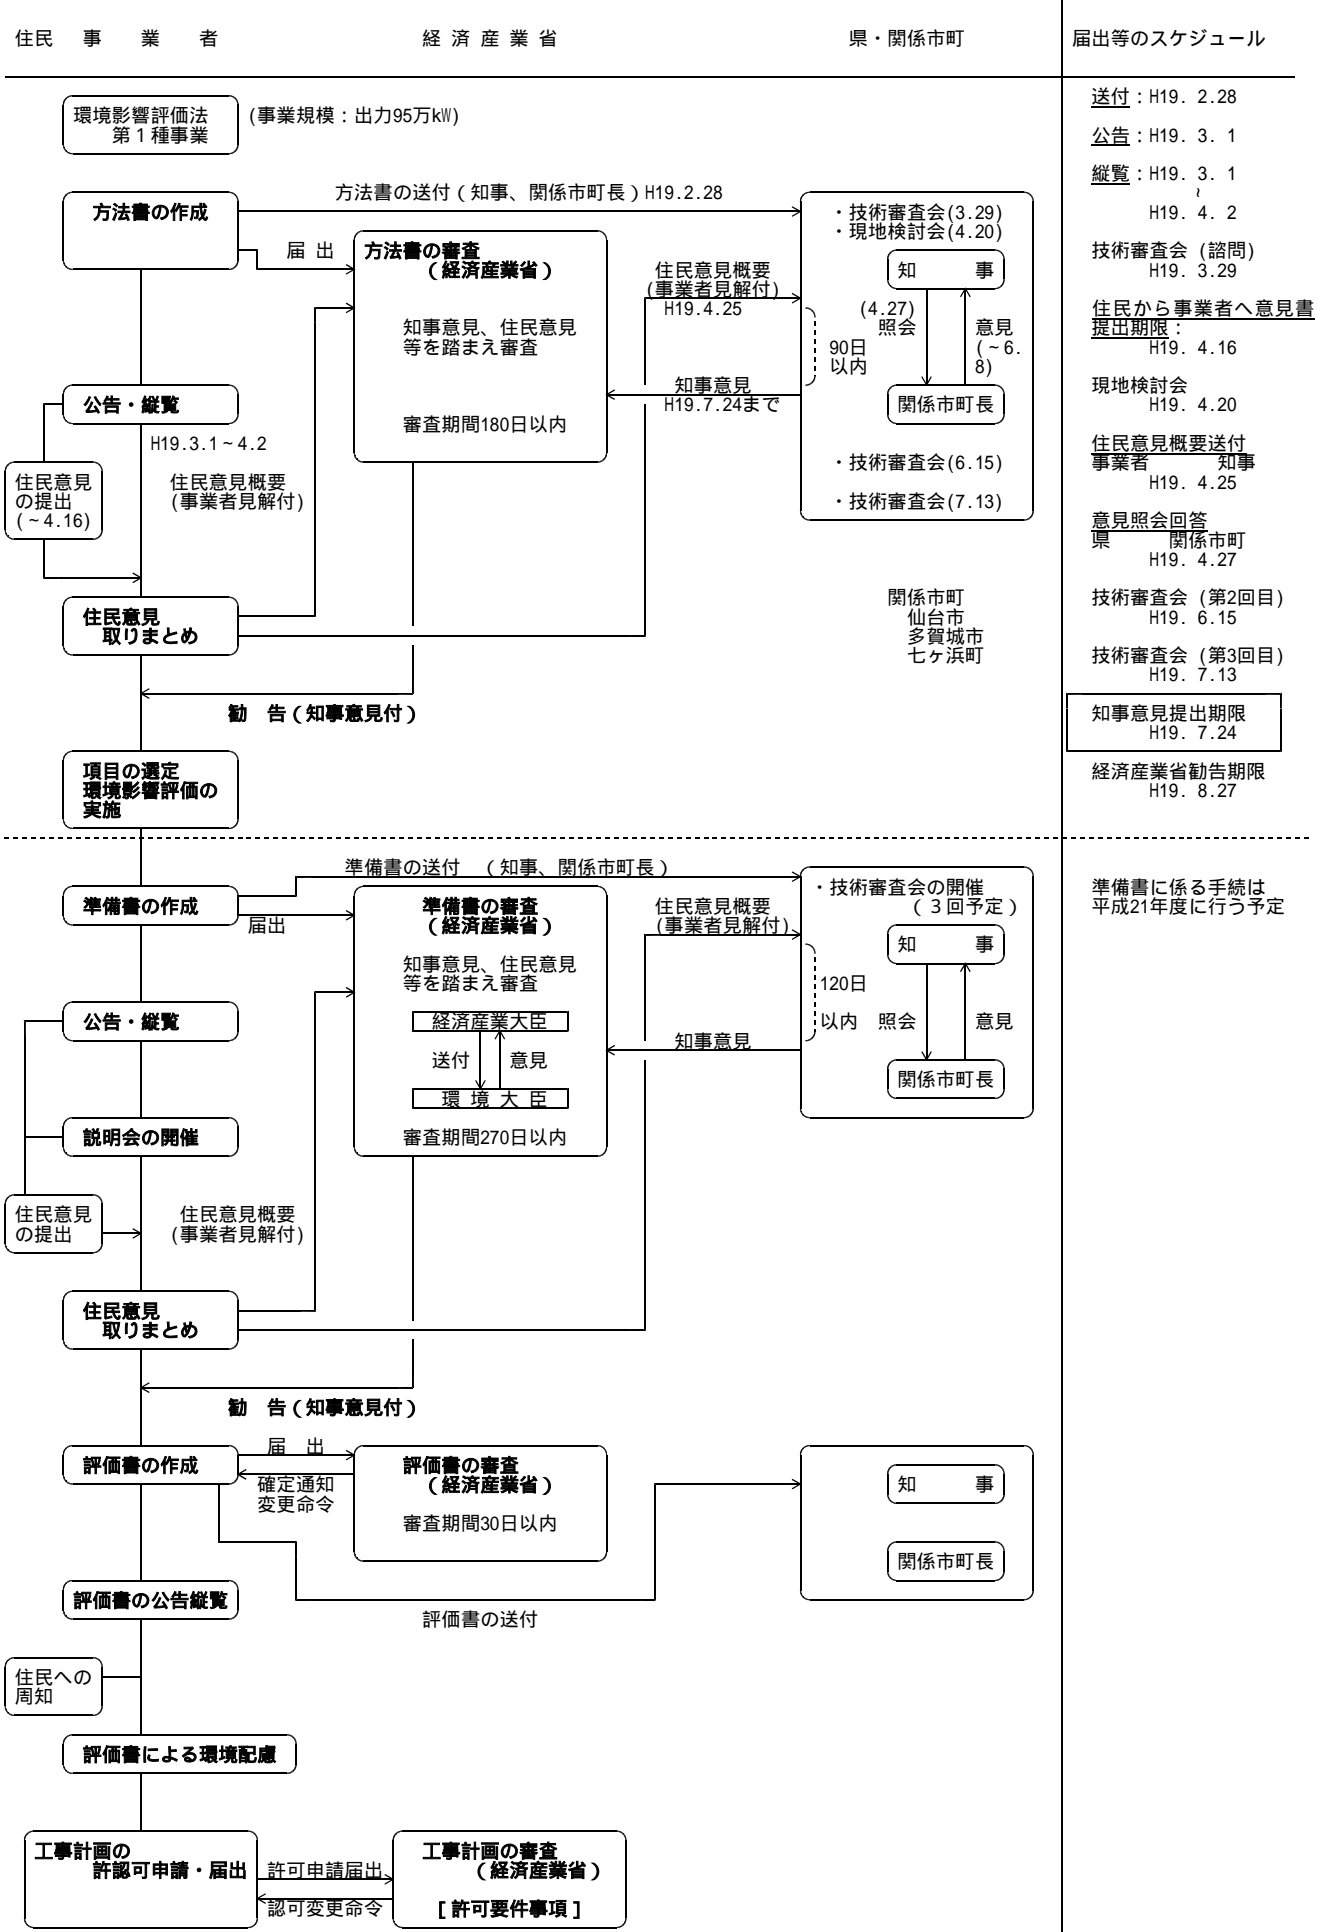 住民 事 業 者 経 済 産 業 省 県・関係市町 届出等のスケジュール
環境影響評価法
第１種事業
(事業規模：出力95万kW)
方法書の送付（知事、関係市町長）H19.2.28
方法書の作成
届 出
方法書の審査
（経済産業省）
知事意見、住民意見
等を踏まえ審査
審査期間180日以内
住民意見概要
(事業者見解付)
H19.4.25
知事意見
H19.7.24まで
・技術審査会(3.29)
・現地検討会(4.20)
知 事
(4.27)
照会
意見
(～6.
8)
90日
以内
関係市町長
・技術審査会(6.15)
・技術審査会(7.13)
公告・縦覧
H19.3.1～4.2
住民意見
の提出
(～4.16)
住民意見概要
(事業者見解付)
住民意見
取りまとめ
関係市町
仙台市
多賀城市
七ヶ浜町
勧 告（知事意見付）
項目の選定
環境影響評価の
実施
送付：H19. 2.28
公告：H19. 3. 1
縦覧：H19. 3. 1
～
H19. 4. 2
技術審査会 (諮問)
H19. 3.29
住民から事業者へ意見書
提出期限：
H19. 4.16
現地検討会
H19. 4.20
住民意見概要送付
事業者 知事
H19. 4.25
意見照会回答
県 関係市町
H19. 4.27
技術審査会 (第2回目)
H19. 6.15
技術審査会 (第3回目)
H19. 7.13
知事意見提出期限
H19. 7.24
経済産業省勧告期限
H19. 8.27
準備書の送付 （知事、関係市町長）
準備書の作成
届出
準備書の審査
（経済産業省）
知事意見、住民意見
等を踏まえ審査
経済産業大臣
送付 意見
環 境 大 臣
審査期間270日以内
住民意見概要
(事業者見解付)
知事意見
・技術審査会の開催
（３回予定）
知 事
120日
以内 照会 意見
関係市町長
準備書に係る手続は
平成21年度に行う予定
公告・縦覧
説明会の開催
住民意見
の提出
住民意見概要
(事業者見解付)
住民意見
取りまとめ
勧 告（知事意見付）
評価書の作成
届 出
確定通知
変更命令
評価書の審査
（経済産業省）
審査期間30日以内
知 事
関係市町長
評価書の公告縦覧
評価書の送付
住民への
周知
評価書による環境配慮
工事計画の
許認可申請・届出
許可申請届出
認可変更命令
工事計画の審査
（経済産業省）
[ 許可要件事項 ]